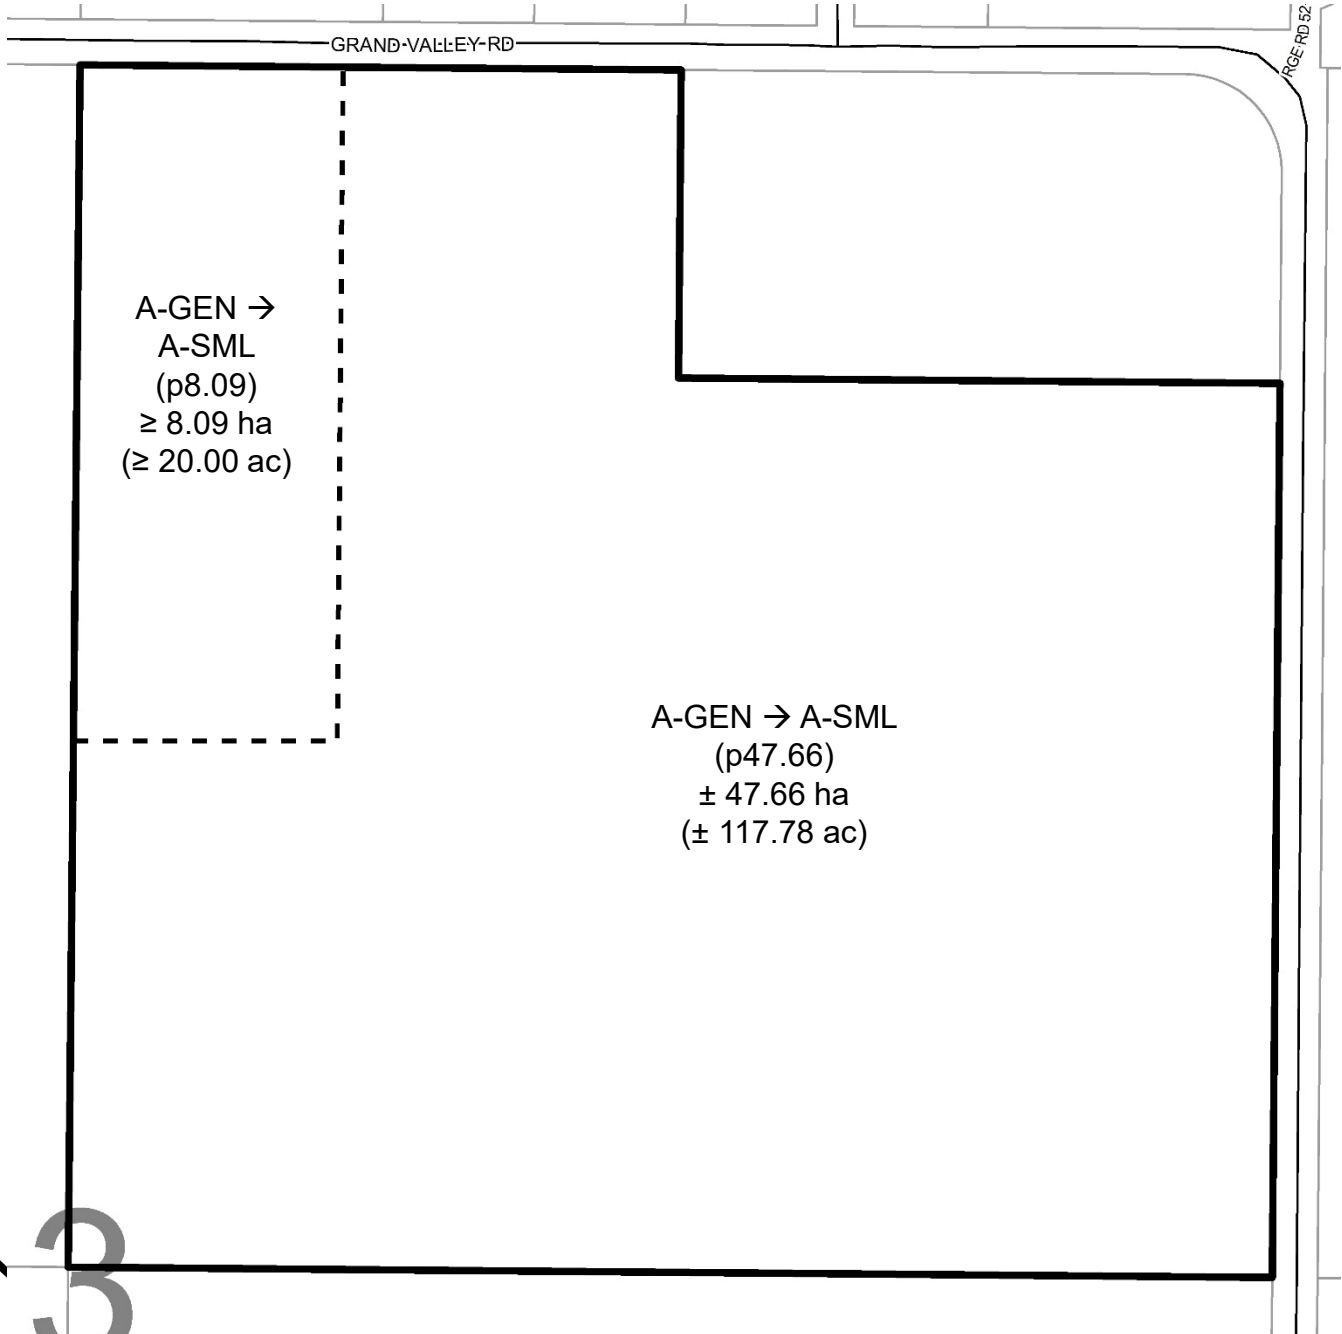 GRAND VALLEY RD
RGE RD 52
A-GEN →
A-SML
(p8.09)
≥ 8.09 ha
(≥ 20.00 ac)
A-GEN → A-SML
(p47.66)
± 47.66 ha
(± 117.78 ac)
3